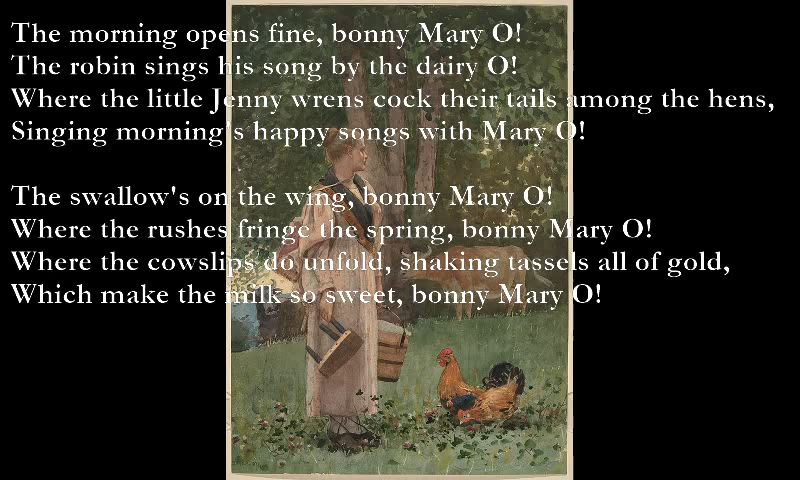 The morning opens fine, bonny Mary O!
The robin sings his song by the dairy O!
Where the little Jenny wrens cock their tails among the hens,
Singing morning's happy songs with Mary O!

The swallow's on the wing, bonny Mary O!
Where the rushes fringe the spring, bonny Mary O!
Where the cowslips do unfold, shaking tassels all of gold,
Which make the milk so sweet, bonny Mary O!